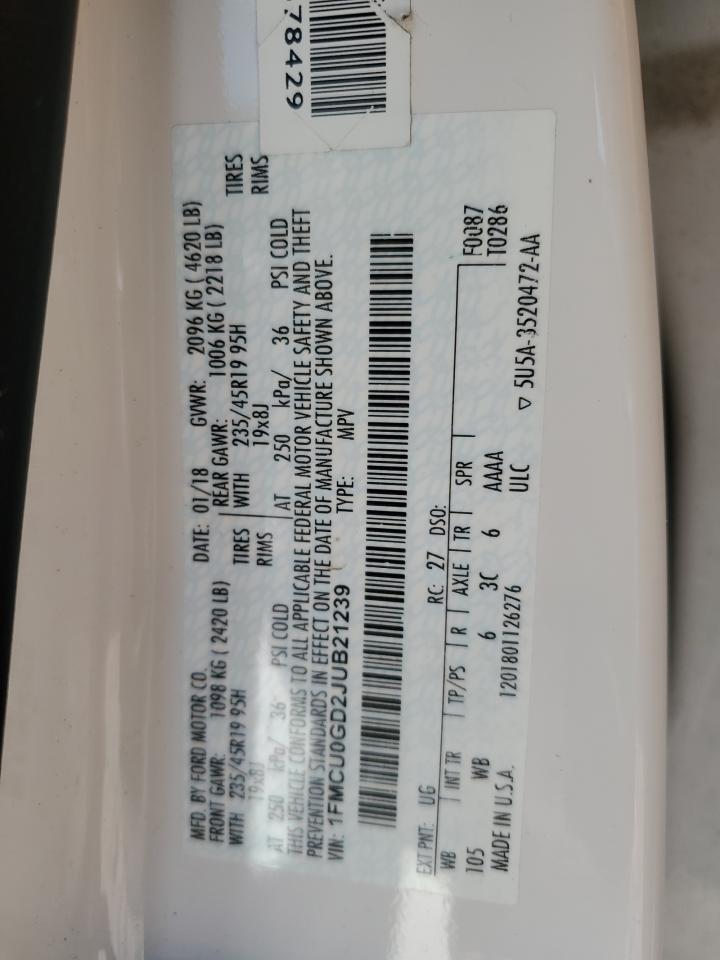 78429
MFD. BY FORD MOTOR CO.
DATE: 01/18 GVWR: 2096 KG ( 4620 LB)
FRONT GAWR: 1098 KG ( 2420 LB)
REAR GAWR: 1006 KG ( 2218 LB)
WITH 235/45R19 95H TIRES
WITH 235/45R19 95H TIRES
19x8J RIMS
19x8J RIMS
AT 250 kPa/ 36 PSI COLD
AT 250 kPa/ 36 PSI COLD
THIS VEHICLE CONFORMS TO ALL APPLICABLE FEDERAL MOTOR VEHICLE SAFETY AND THEFT
PREVENTION STANDARDS IN EFFECT ON THE DATE OF MANUFACTURE SHOWN ABOVE.
VIN: 1FMCU0GD2JUB21239 TYPE: MPV
EXT PNT: UG RC: 27 DSO: F0087
WB INT TR TP/PS R AXLE TR SPR T0286
105 WB 6 3C 6 AAAA
MADE IN U.S.A. 1201801126276 ULC ▽ 5U5A-3520472-AA